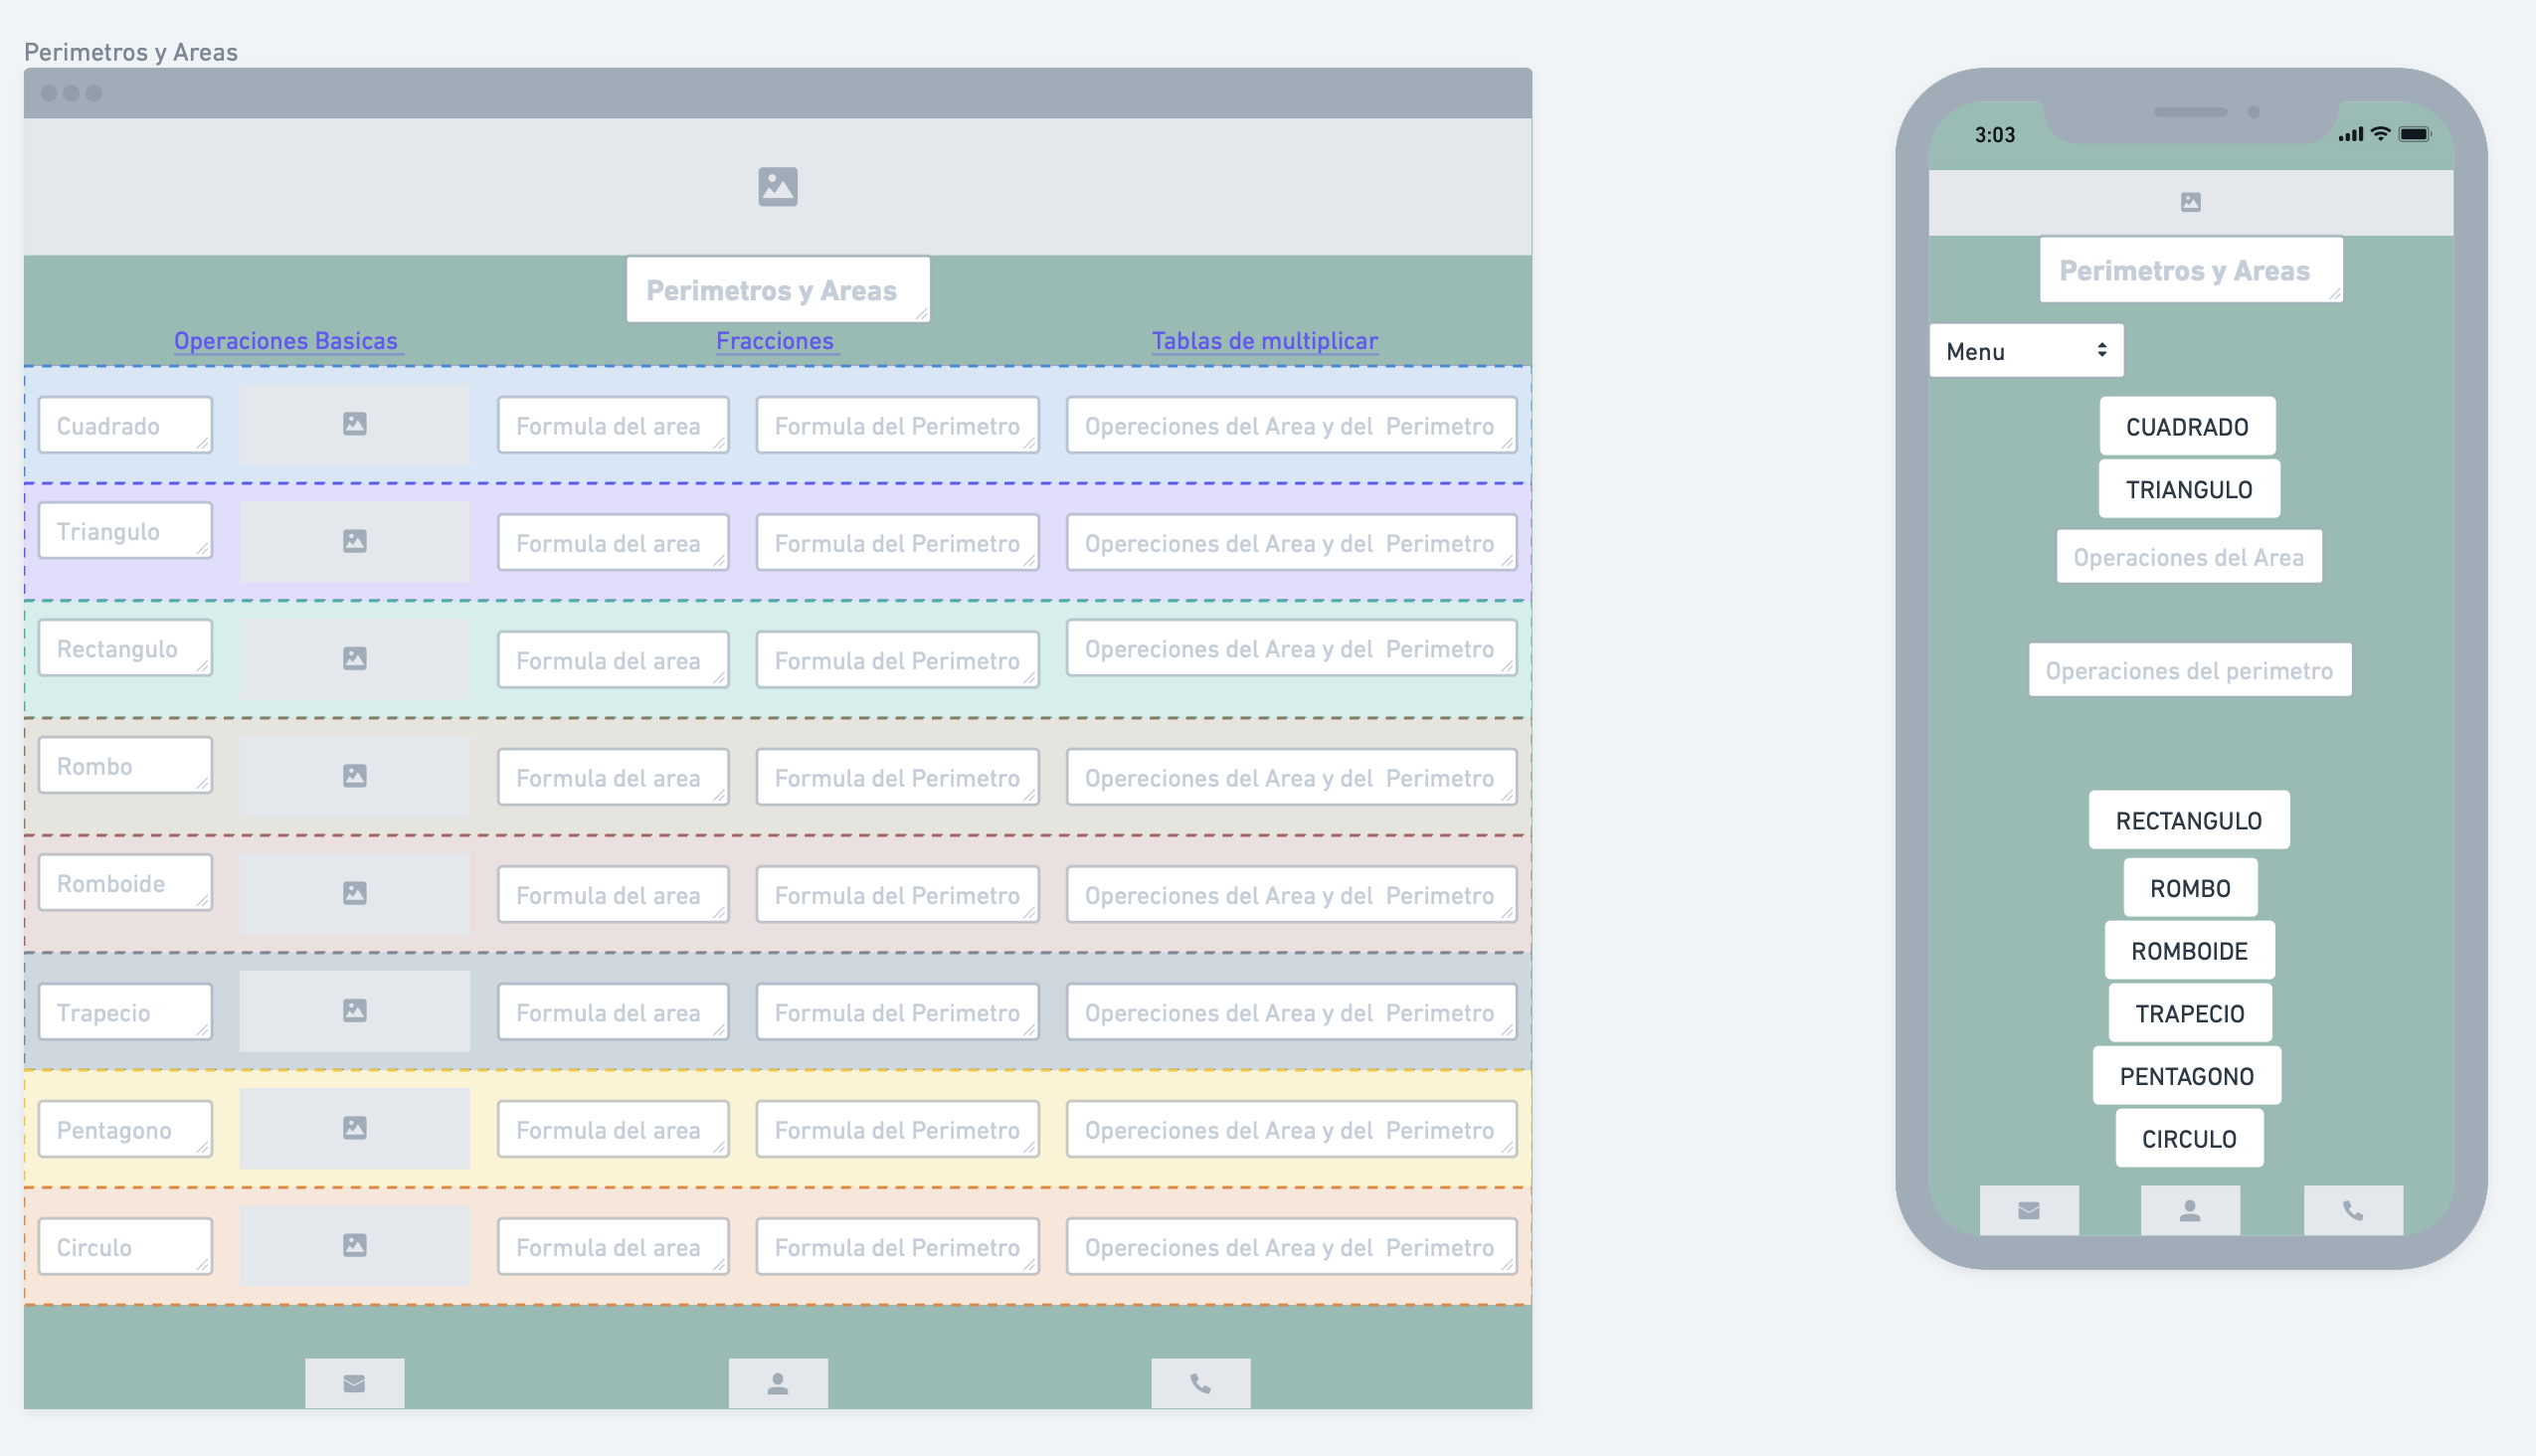 Perimetros y Areas
Perimetros y Areas
Operaciones Basicas Fracciones Tablas de multiplicar
Cuadrado Formula del area Formula del Perimetro Opereciones del Area y del Perimetro
Triangulo Formula del area Formula del Perimetro Opereciones del Area y del Perimetro
Rectangulo Formula del area Formula del Perimetro Opereciones del Area y del Perimetro
Rombo Formula del area Formula del Perimetro Opereciones del Area y del Perimetro
Romboide Formula del area Formula del Perimetro Opereciones del Area y del Perimetro
Trapecio Formula del area Formula del Perimetro Opereciones del Area y del Perimetro
Pentagono Formula del area Formula del Perimetro Opereciones del Area y del Perimetro
Circulo Formula del area Formula del Perimetro Opereciones del Area y del Perimetro
3:03
Perimetros y Areas
Menu
CUADRADO
TRIANGULO
Operaciones del Area
Operaciones del perimetro
RECTANGULO
ROMBO
ROMBOIDE
TRAPECIO
PENTAGONO
CIRCULO